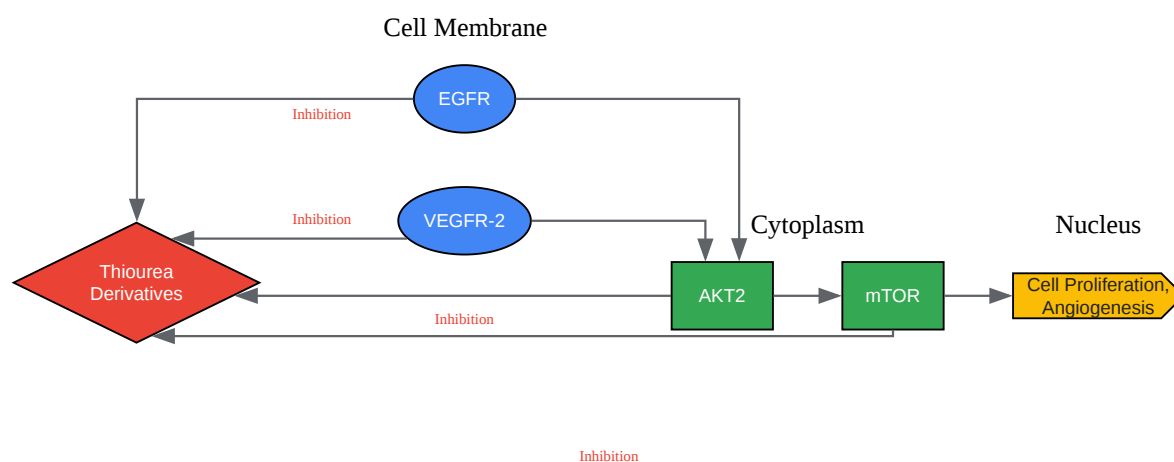 Cell Membrane
EGFR
Inhibition
Inhibition
VEGFR-2
Cytoplasm
Nucleus
Thiourea
Derivatives
AKT2
mTOR
Cell Proliferation,
Angiogenesis
Inhibition
Inhibition